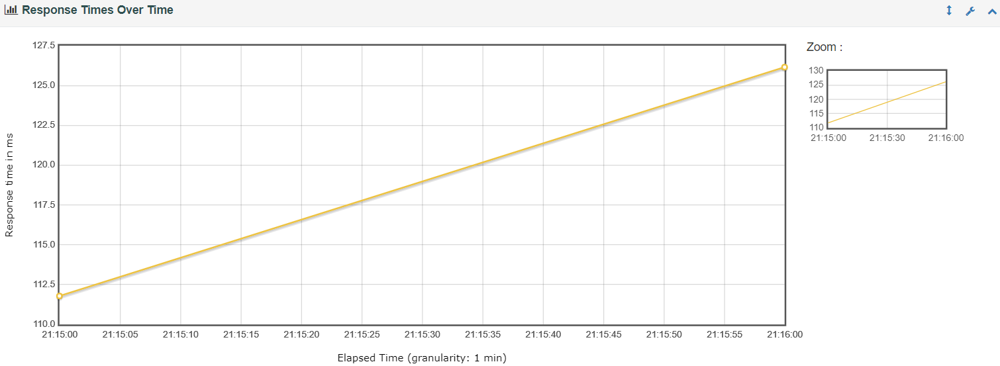 Response Times Over Time
127.5
125.0
122.5
120.0
117.5
115.0
112.5
110.0
Response time in ms
21:15:00 21:15:05 21:15:10 21:15:15 21:15:20 21:15:25 21:15:30 21:15:35 21:15:40 21:15:45 21:15:50 21:15:55 21:16:00
Elapsed Time (granularity: 1 min)
Zoom :
130
125
120
115
110
21:15:00 21:15:30 21:16:00